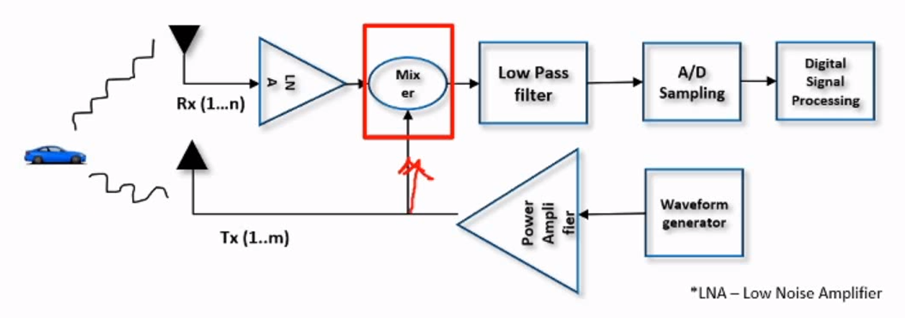 Rx (1...n)
LN
A
Mix
er
Low Pass
filter
A/D
Sampling
Digital
Signal
Processing
Tx (1..m)
Power
Ampli
fier
Waveform
generator
*LNA – Low Noise Amplifier